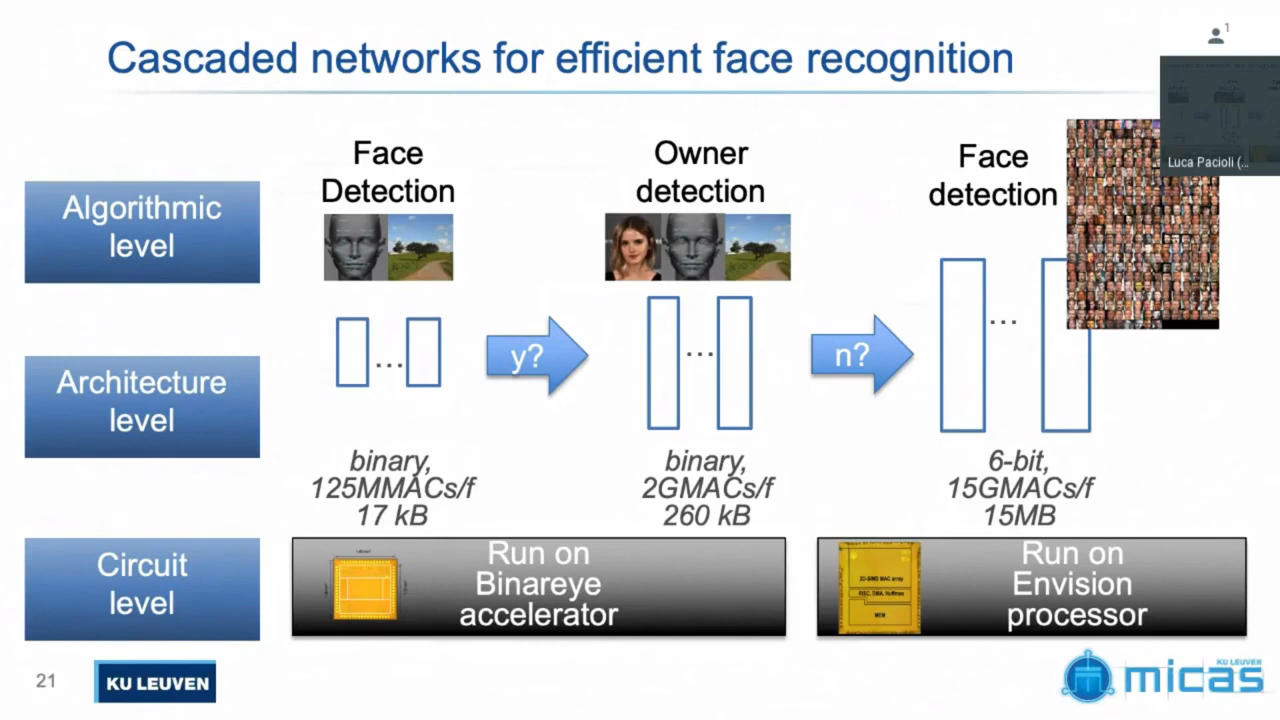 Cascaded networks for efficient face recognition
1
Luca Pacioli (...
Face
Detection
Owner
detection
Face
detection
Algorithmic
level
...
y?
...
n?
...
Architecture
level
binary,
125MMACs/f
17 kB
binary,
2GMACs/f
260 kB
6-bit,
15GMACs/f
15MB
Circuit
level
Run on
Binareye
accelerator
MEM
Run on
Envision
processor
21
KU LEUVEN
KU LEUVEN
micas